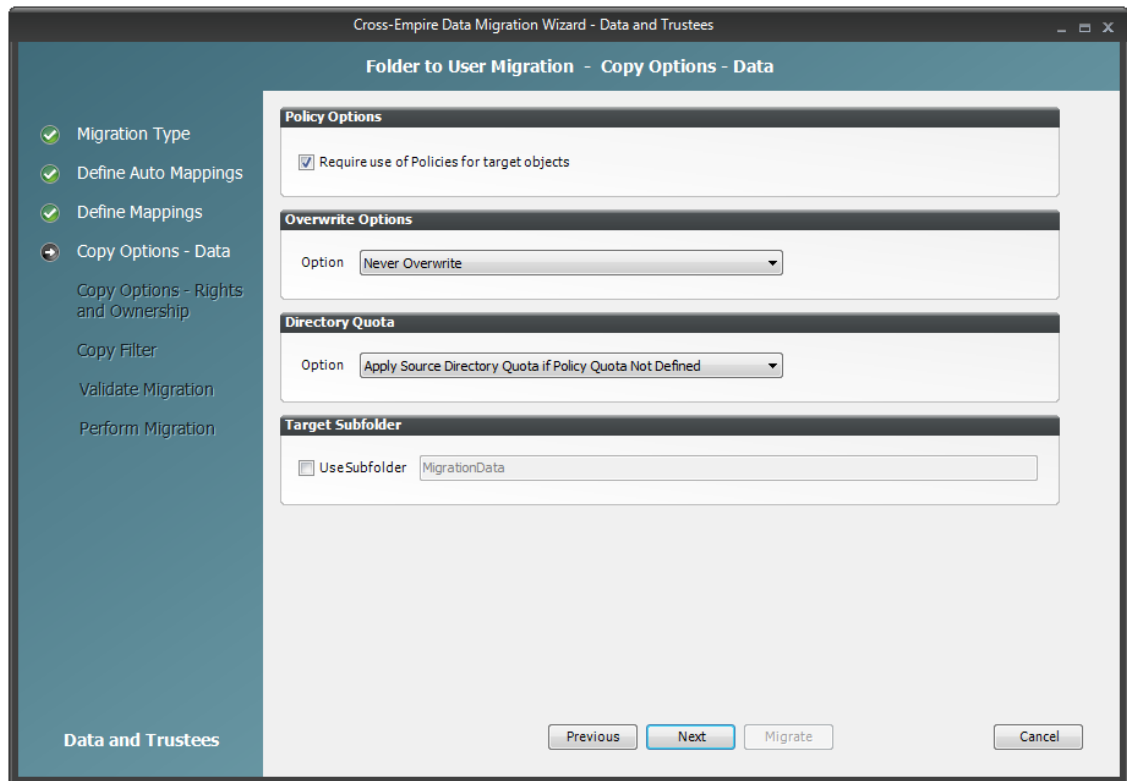 Cross-Empire Data Migration Wizard - Data and Trustees
Folder to User Migration - Copy Options - Data
Migration Type
Define Auto Mappings
Define Mappings
Copy Options - Data
Copy Options - Rights
and Ownership
Copy Filter
Validate Migration
Perform Migration
Data and Trustees
Policy Options
Require use of Policies for target objects
Overwrite Options
Option Never Overwrite
Directory Quota
Option Apply Source Directory Quota if Policy Quota Not Defined
Target Subfolder
Use Subfolder MigrationData
Previous Next Migrate Cancel